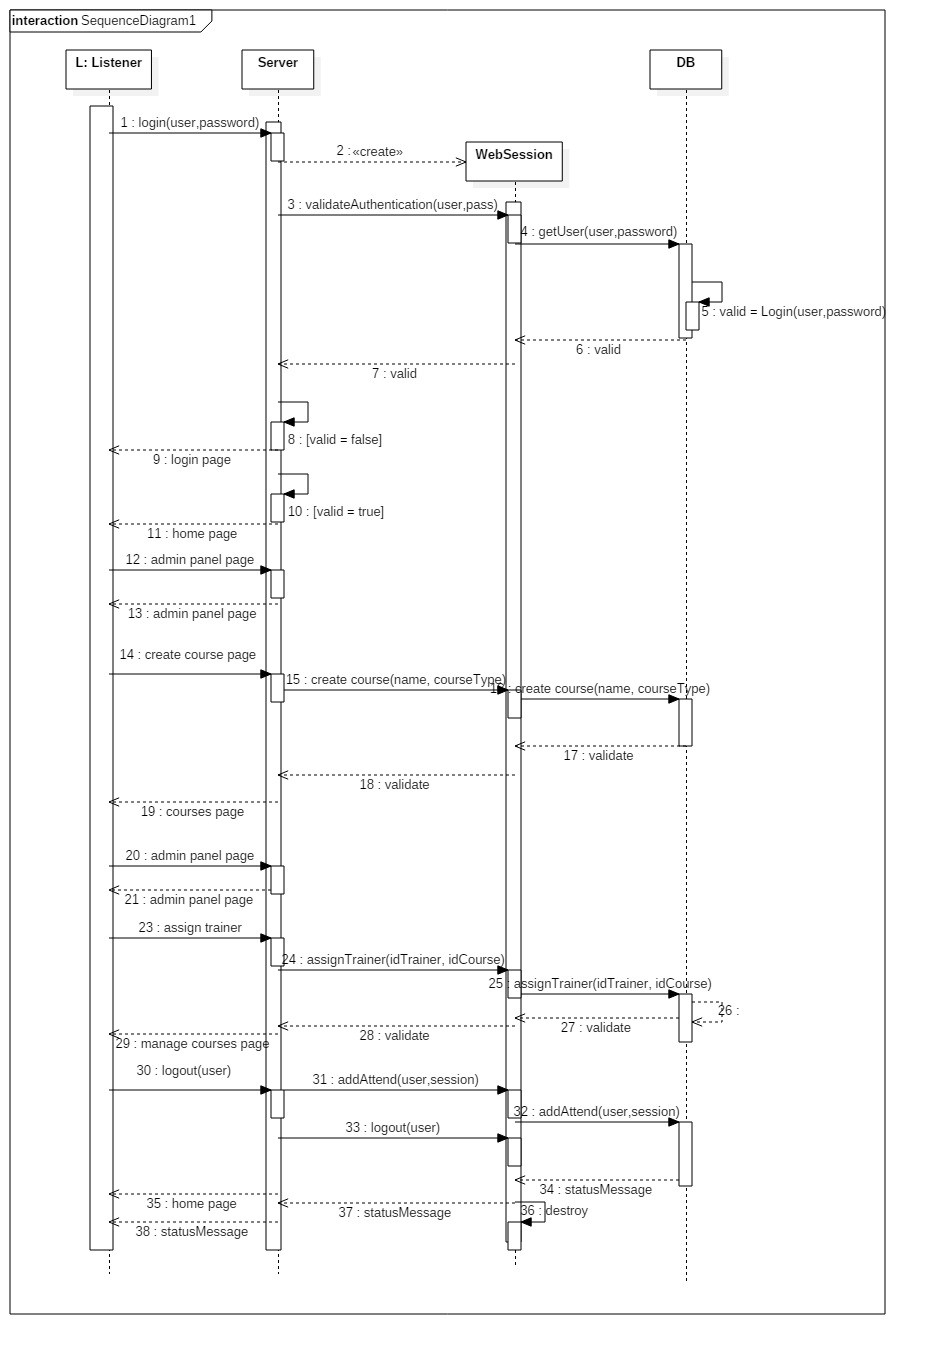 interaction SequenceDiagram1
L: Listener
Server
DB
1 : login(user,password)
2 : «create»
WebSession
3 : validateAuthentication(user,pass)
4 : getUser(user,password)
5 : valid = Login(user,password)
6 : valid
7 : valid
8 : [valid = false]
9 : login page
10 : [valid = true]
11 : home page
12 : admin panel page
13 : admin panel page
14 : create course page
15 : create course(name, courseType)
: create course(name, courseType)
17 : validate
18 : validate
19 : courses page
20 : admin panel page
21 : admin panel page
23 : assign trainer
24 : assignTrainer(idTrainer, idCourse)
25 : assignTrainer(idTrainer, idCourse)
26 :
27 : validate
28 : validate
29 : manage courses page
30 : logout(user)
31 : addAttend(user,session)
32 : addAttend(user,session)
33 : logout(user)
34 : statusMessage
35 : home page
36 : destroy
37 : statusMessage
38 : statusMessage